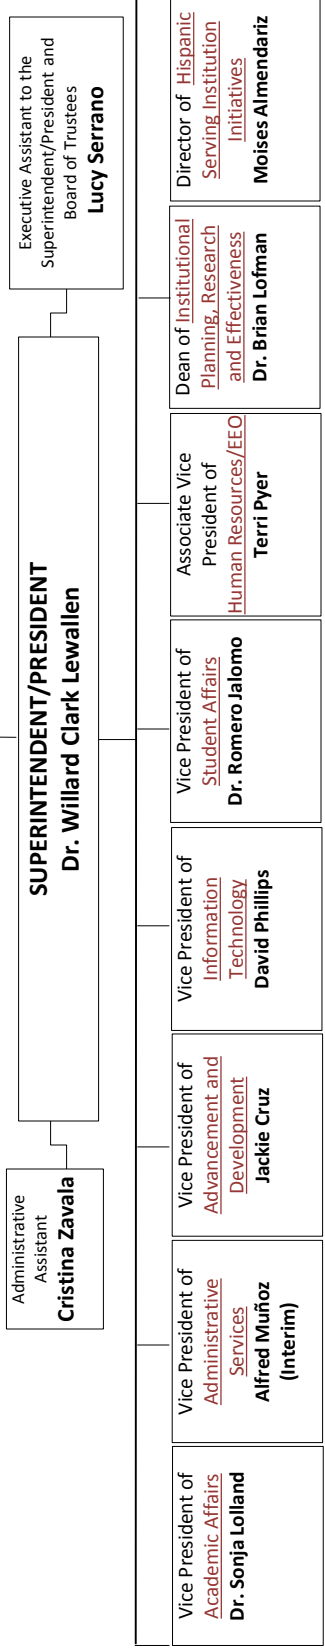 Administrative
Assistant
Cristina Zavala
SUPERINTENDENT/PRESIDENT
Dr. Willard Clark Lewallen
Executive Assistant to the
Superintendent/President and
Board of Trustees
Lucy Serrano
Vice President of
Academic Affairs
Dr. Sonja Lolland
Vice President of
Administrative
Services
Alfred Muñoz
(Interim)
Vice President of
Advancement and
Development
Jackie Cruz
Vice President of
Information
Technology
David Phillips
Vice President of
Student Affairs
Dr. Romero Jalomo
Associate Vice
President of
Human Resources/EEO
Terri Pyer
Dean of Institutional
Planning, Research
and Effectiveness
Dr. Brian Lofman
Director of Hispanic
Serving Institution
Initiatives
Moises Almendariz